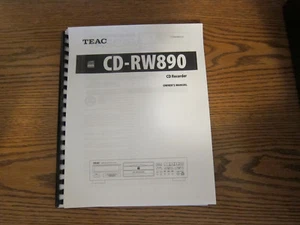 TEAC
CD-RW890
CD Recorder
OWNER'S MANUAL